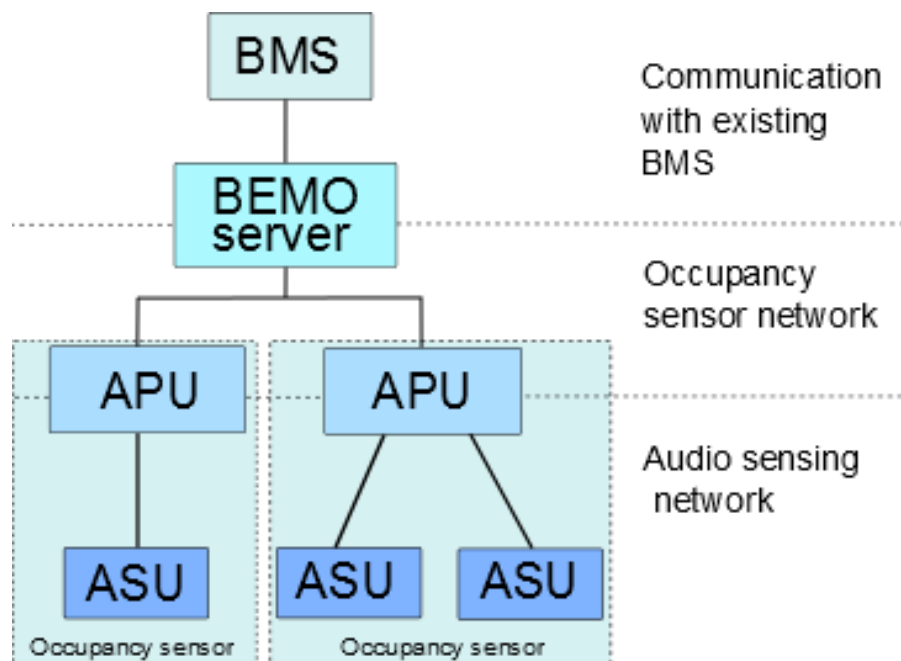 BMS
Communication
with existing
BMS
BEMO
server
Occupancy
sensor network
APU
APU
Audio sensing
network
ASU
ASU
ASU
Occupancy sensor
Occupancy sensor